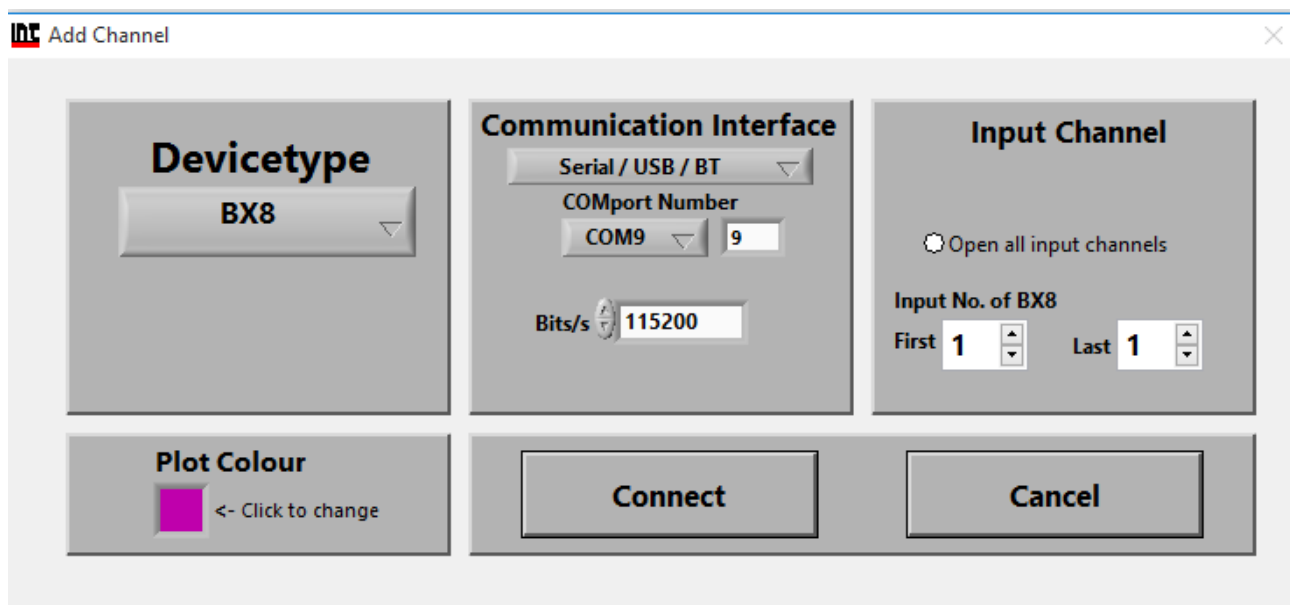 Add Channel
Devicetype
BX8
Communication Interface
Serial / USB / BT
COMport Number
COM9 9
Bits/s 115200
Input Channel
Open all input channels
Input No. of BX8
First 1 Last 1
Plot Colour
<- Click to change
Connect
Cancel